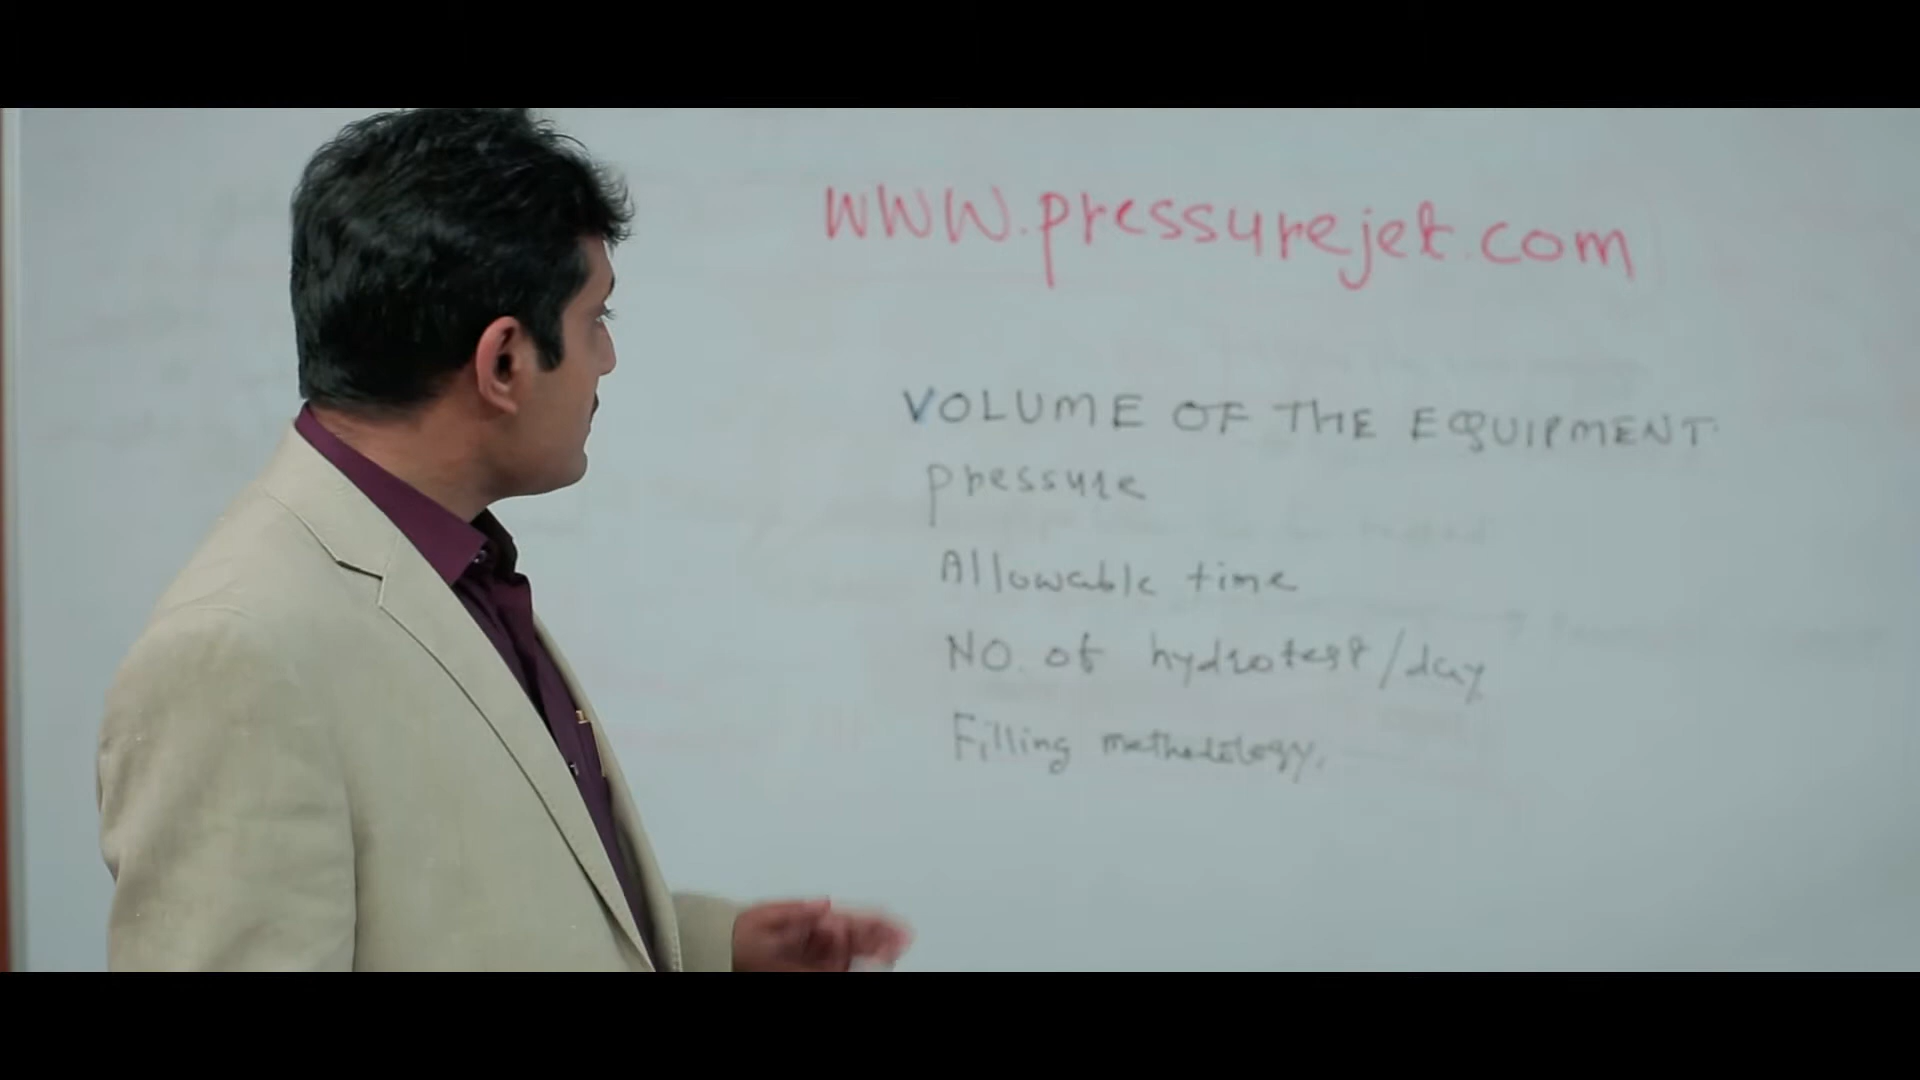 www.pressurejet.com
VOLUME OF THE EQUIPMENT
pressure
Allowable time
NO. of hydrotest/day
Filling methodology.